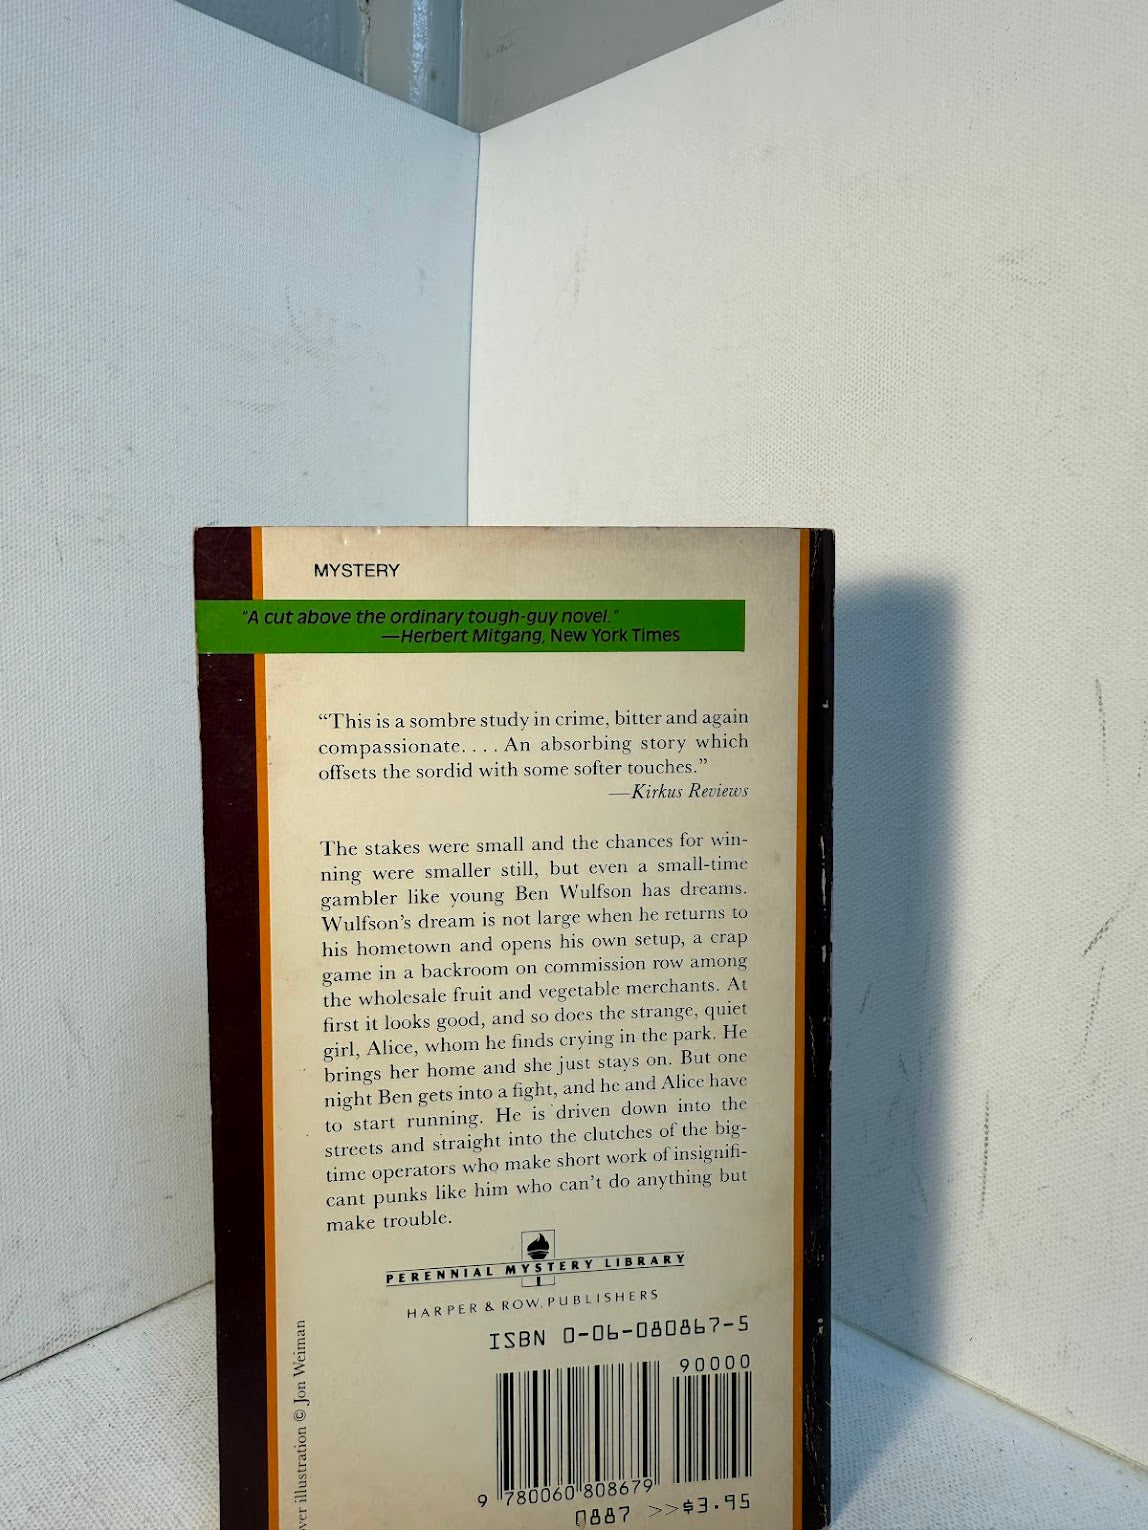 MYSTERY
"A cut above the ordinary tough-guy novel."
—Herbert Mitgang, New York Times
“This is a sombre study in crime, bitter and again
compassionate. . . . An absorbing story which
offsets the sordid with some softer touches.”
—Kirkus Reviews
The stakes were small and the chances for win-
ning were smaller still, but even a small-time
gambler like young Ben Wulfson has dreams.
Wulfson's dream is not large when he returns to
his hometown and opens his own setup, a crap
game in a backroom on commission row among
the wholesale fruit and vegetable merchants. At
first it looks good, and so does the strange, quiet
girl, Alice, whom he finds crying in the park. He
brings her home and she just stays on. But one
night Ben gets into a fight, and he and Alice have
to start running. He is driven down into the
streets and straight into the clutches of the big-
time operators who make short work of insignifi-
cant punks like him who can't do anything but
make trouble.
PERENNIAL MYSTERY LIBRARY
HARPER & ROW, PUBLISHERS
ISBN 0-06-080867-5
90000
9 780060 808679
0887 >>$3.95
illustration © Jon Weiman